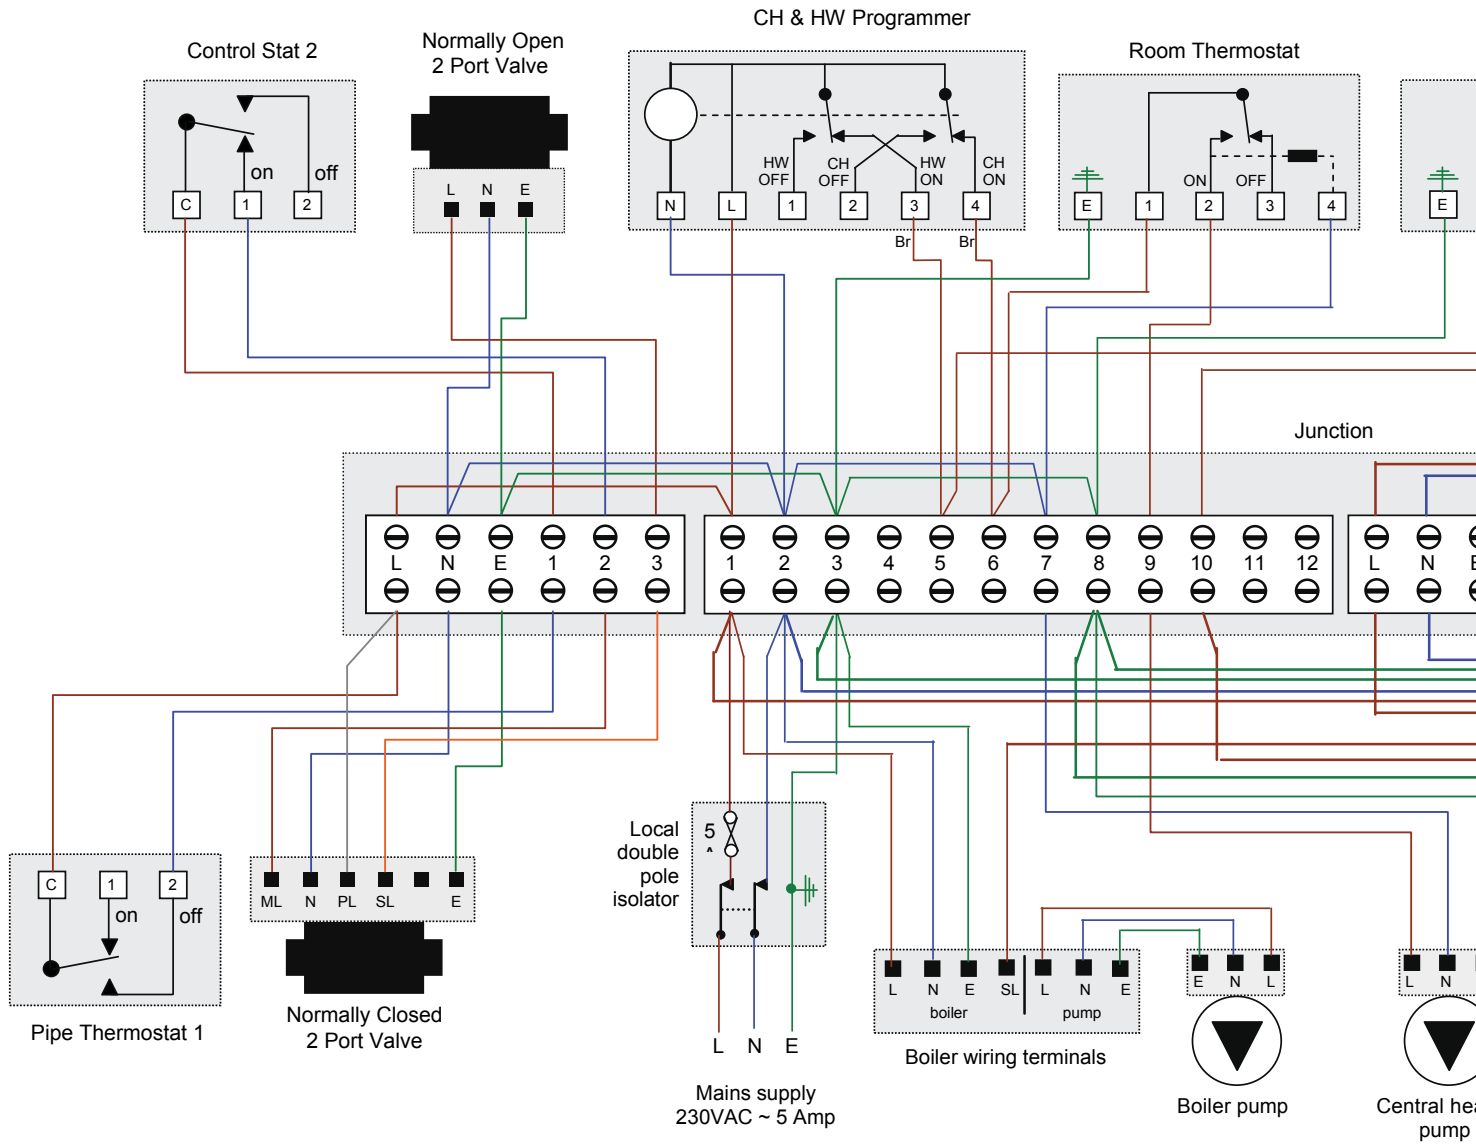 CH & HW Programmer
Control Stat 2
Normally Open
2 Port Valve
Room Thermostat
on
off
C
1
2
L
N
E
HW
OFF
CH
OFF
HW
ON
CH
ON
N
L
1
2
3
4
Br
Br
ON
OFF
E
1
2
3
4
E
Junction
L
N
E
1
2
3
1
2
3
4
5
6
7
8
9
10
11
12
L
N
E
C
1
2
on
off
Pipe Thermostat 1
ML
N
PL
SL
E
Normally Closed
2 Port Valve
Local
double
pole
isolator
5
A
L
N
E
Mains supply
230VAC ~ 5 Amp
L
N
E
SL
L
N
E
boiler
pump
Boiler wiring terminals
E
N
L
Boiler pump
L
N
Central hea
pump